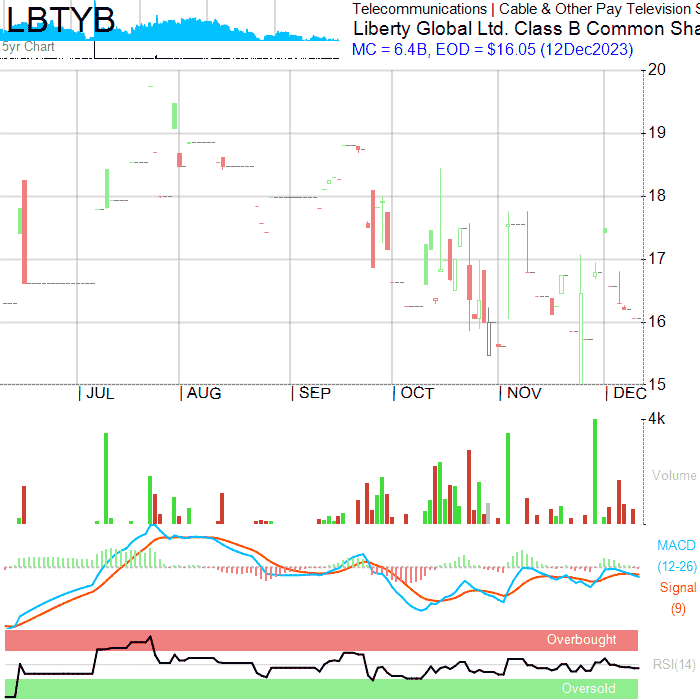 LBTYB
5yr Chart
Telecommunications | Cable & Other Pay Television S
Liberty Global Ltd. Class B Common Sha
MC = 6.4B, EOD = $16.05 (12Dec2023)
20
19
18
17
16
15
| JUL | AUG | SEP | OCT | NOV | DEC
4k
Volume
MACD
(12-26)
Signal
(9)
Overbought
RSI(14)
Oversold